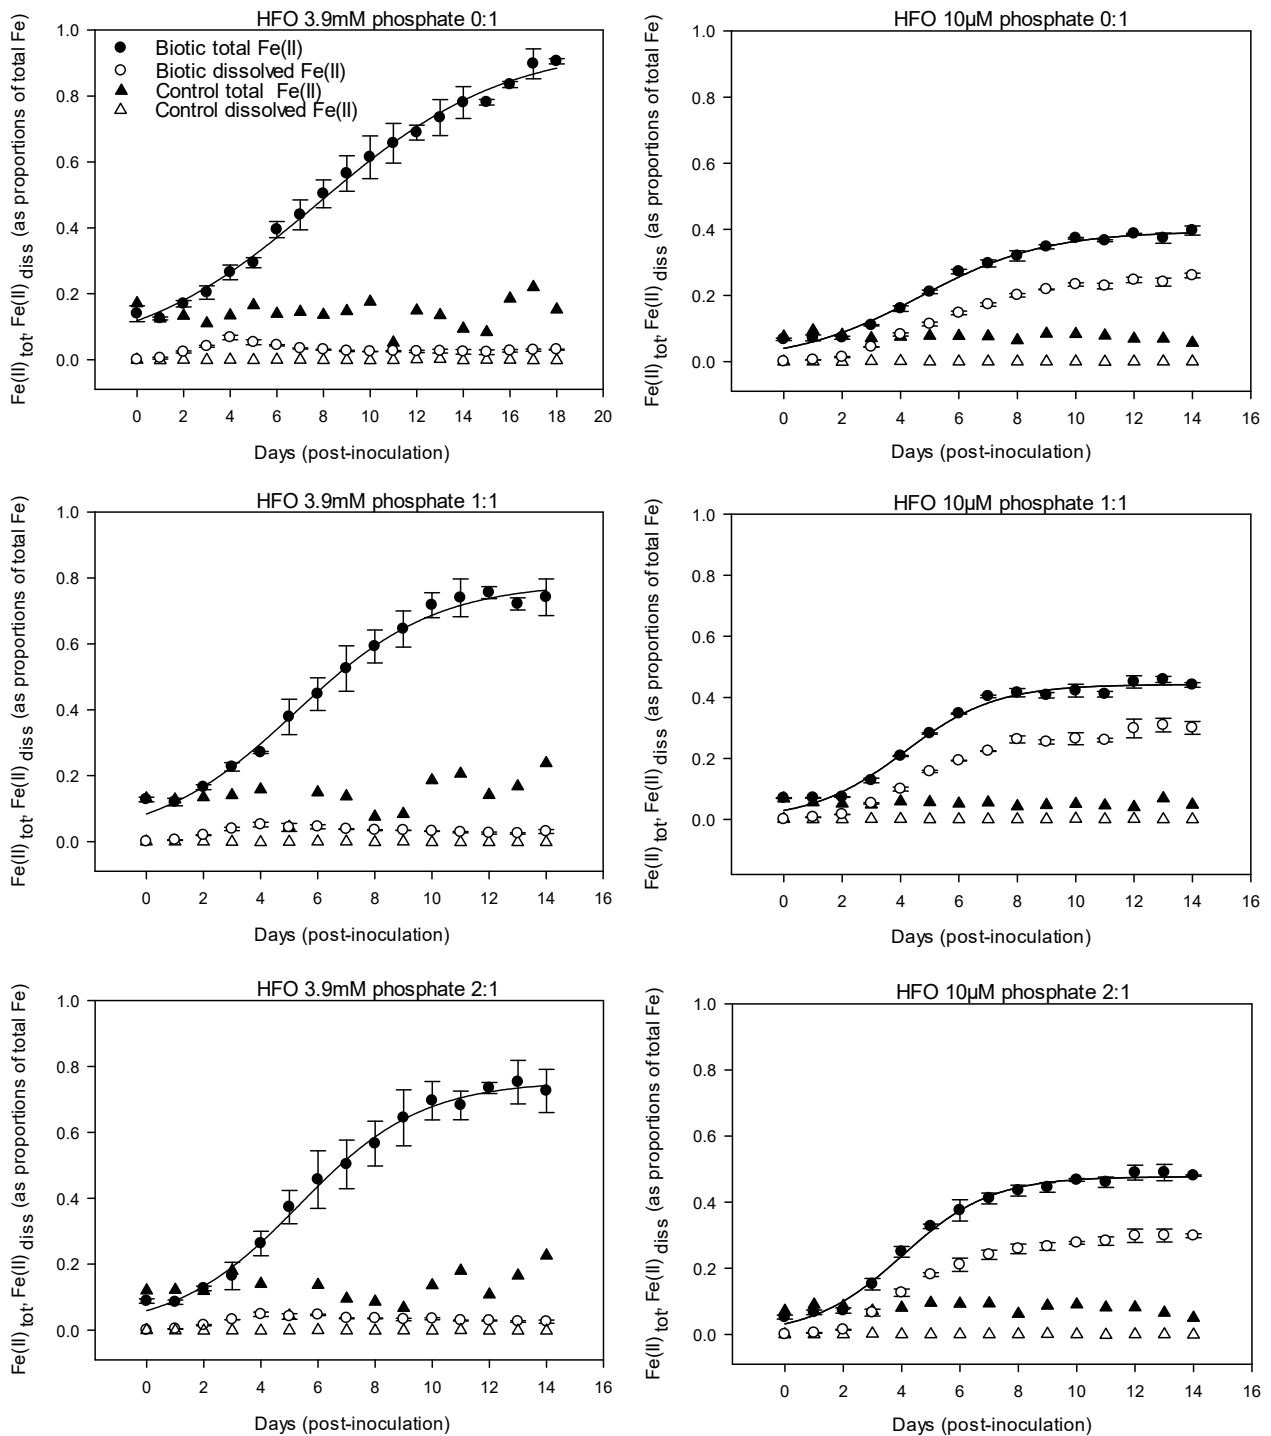 HFO 3.9mM phosphate 0:1
Fe(II) tot, Fe(II) diss (as proportions of total Fe)
1.0
0.8
0.6
0.4
0.2
0.0
Biotic total Fe(II)
Biotic dissolved Fe(II)
Control total Fe(II)
Control dissolved Fe(II)
0 2 4 6 8 10 12 14 16 18 20
Days (post-inoculation)
HFO 10µM phosphate 0:1
Fe(II) tot, Fe(II) diss (as proportions of total Fe)
1.0
0.8
0.6
0.4
0.2
0.0
0 2 4 6 8 10 12 14 16
Days (post-inoculation)
HFO 3.9mM phosphate 1:1
Fe(II) tot, Fe(II) diss (as proportions of total Fe)
1.0
0.8
0.6
0.4
0.2
0.0
0 2 4 6 8 10 12 14 16
Days (post-inoculation)
HFO 10µM phosphate 1:1
Fe(II) tot, Fe(II) diss (as proportions of total Fe)
1.0
0.8
0.6
0.4
0.2
0.0
0 2 4 6 8 10 12 14 16
Days (post-inoculation)
HFO 3.9mM phosphate 2:1
Fe(II) tot, Fe(II) diss (as proportions of total Fe)
1.0
0.8
0.6
0.4
0.2
0.0
0 2 4 6 8 10 12 14 16
Days (post-inoculation)
HFO 10µM phosphate 2:1
Fe(II) tot, Fe(II) diss (as proportions of total Fe)
1.0
0.8
0.6
0.4
0.2
0.0
0 2 4 6 8 10 12 14 16
Days (post-inoculation)